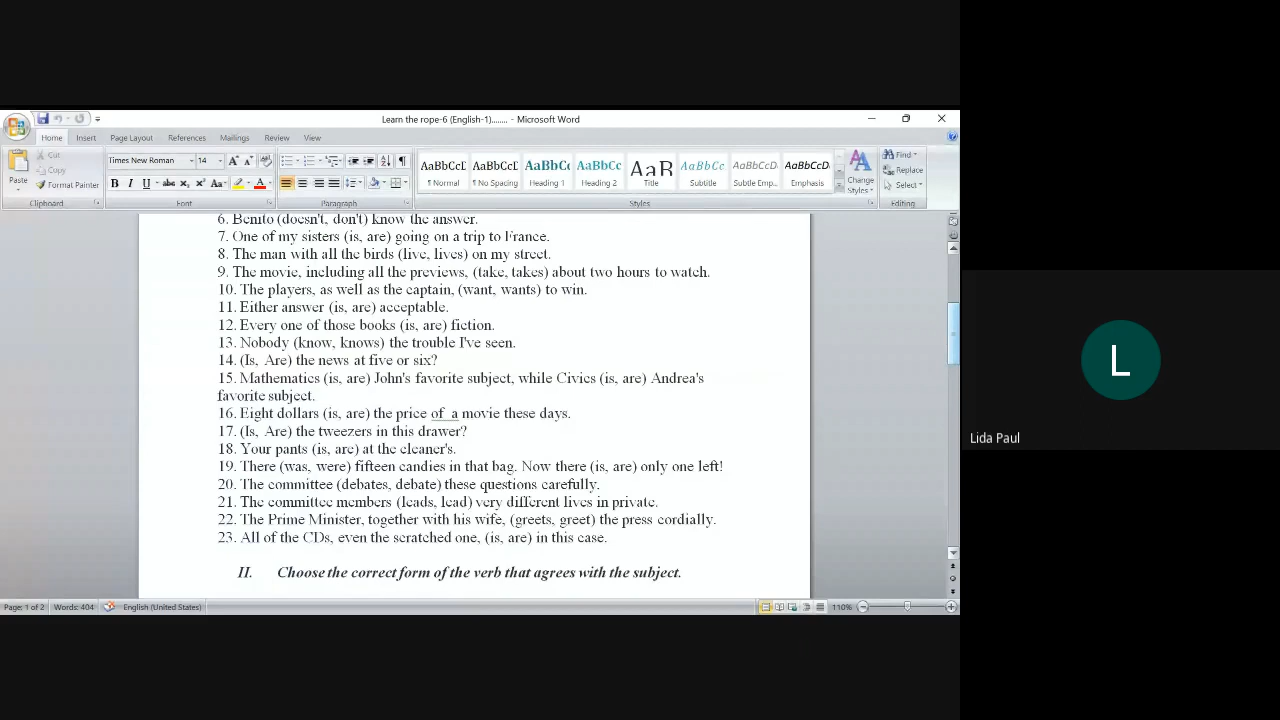 Learn the rope-6 (English-1)........ - Microsoft Word
Home Insert Page Layout References Mailings Review View
Cut
Copy
Format Painter
Paste
Times New Roman 14
AaBbCcD AaBbCcD AaBbC AaBbCc AaB AaBbCc AaBbCcD AaBbCcD
¶ Normal ¶ No Spacing Heading 1 Heading 2 Title Subtitle Subtle Emp... Emphasis
Change Styles
Find
Replace
Select
Clipboard Font Paragraph Styles Editing
6. Benito (doesn't, don't) know the answer.
7. One of my sisters (is, are) going on a trip to France.
8. The man with all the birds (live, lives) on my street.
9. The movie, including all the previews, (take, takes) about two hours to watch.
10. The players, as well as the captain, (want, wants) to win.
11. Either answer (is, are) acceptable.
12. Every one of those books (is, are) fiction.
13. Nobody (know, knows) the trouble I've seen.
14. (Is, Are) the news at five or six?
15. Mathematics (is, are) John's favorite subject, while Civics (is, are) Andrea's
favorite subject.
16. Eight dollars (is, are) the price of a movie these days.
17. (Is, Are) the tweezers in this drawer?
18. Your pants (is, are) at the cleaner's.
19. There (was, were) fifteen candies in that bag. Now there (is, are) only one left!
20. The committee (debates, debate) these questions carefully.
21. The committee members (leads, lead) very different lives in private.
22. The Prime Minister, together with his wife, (greets, greet) the press cordially.
23. All of the CDs, even the scratched one, (is, are) in this case.
II. Choose the correct form of the verb that agrees with the subject.
Page: 1 of 2 Words: 404 English (United States) 110%
L
Lida Paul